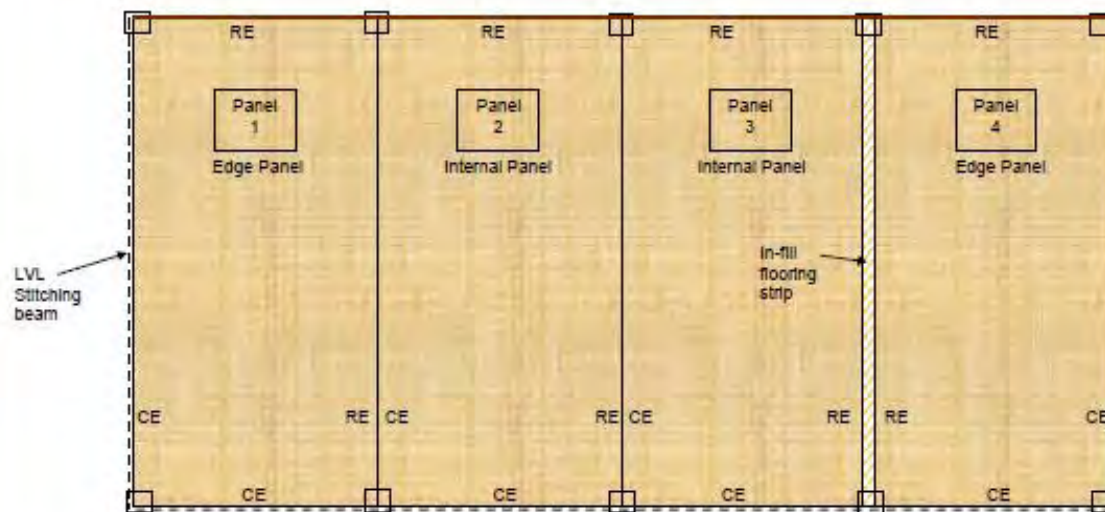 RE RE RE RE
Panel
1
Panel
2
Panel
3
Panel
4
Edge Panel Internal Panel Internal Panel Edge Panel
LVL
Stitching
beam
In-fill
flooring
strip
CE RE CE RE CE RE RE CE
CE CE CE CE